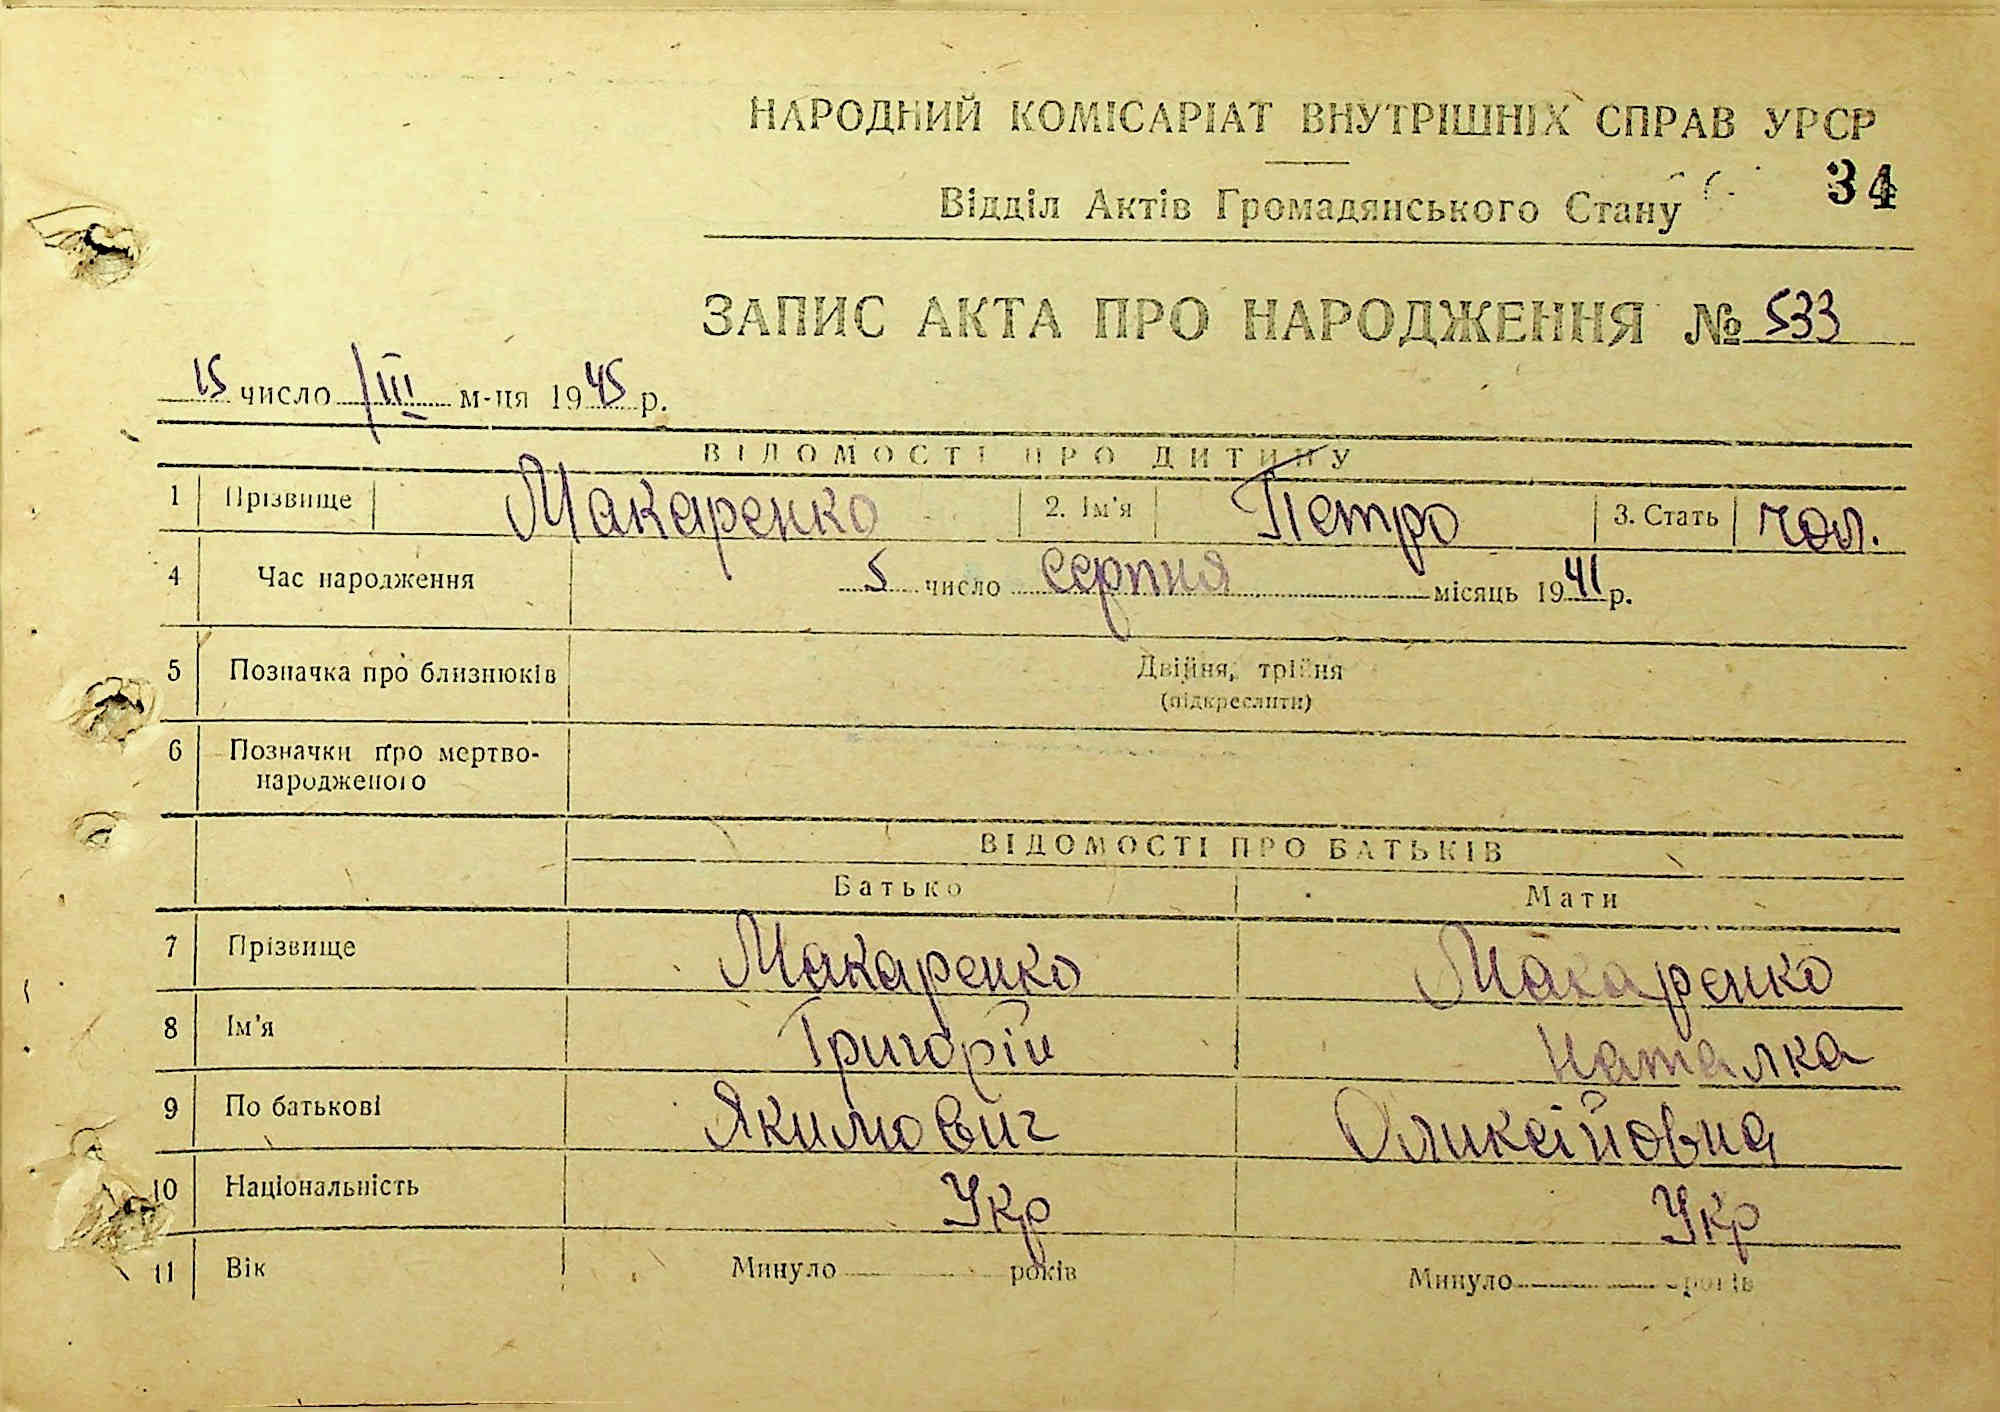 НАРОДНИЙ КОМІСАРІАТ ВНУТРІШНІХ СПРАВ УРСР
34
Відділ Актів Громадянського Стану
ЗАПИС АКТА ПРО НАРОДЖЕННЯ № 533
15 число /III м-ця 1945 р.
ВІДОМОСТІ ПРО ДИТИНУ
1 Прізвище Макаренко 2. Ім'я Петро 3. Стать чол.
4 Час народження 5 число серпня місяць 1941 р.
5 Позначка про близнюків Двійня, трійня
(підкреслити)
6 Позначки про мертво-
народженого
ВІДОМОСТІ ПРО БАТЬКІВ
Батько Мати
7 Прізвище Макаренко Макаренко
8 Ім'я Григорій Наталка
9 По батькові Якимович Оликсійовна
10 Національність Укр Укр
11 Вік Минуло років Минуло років